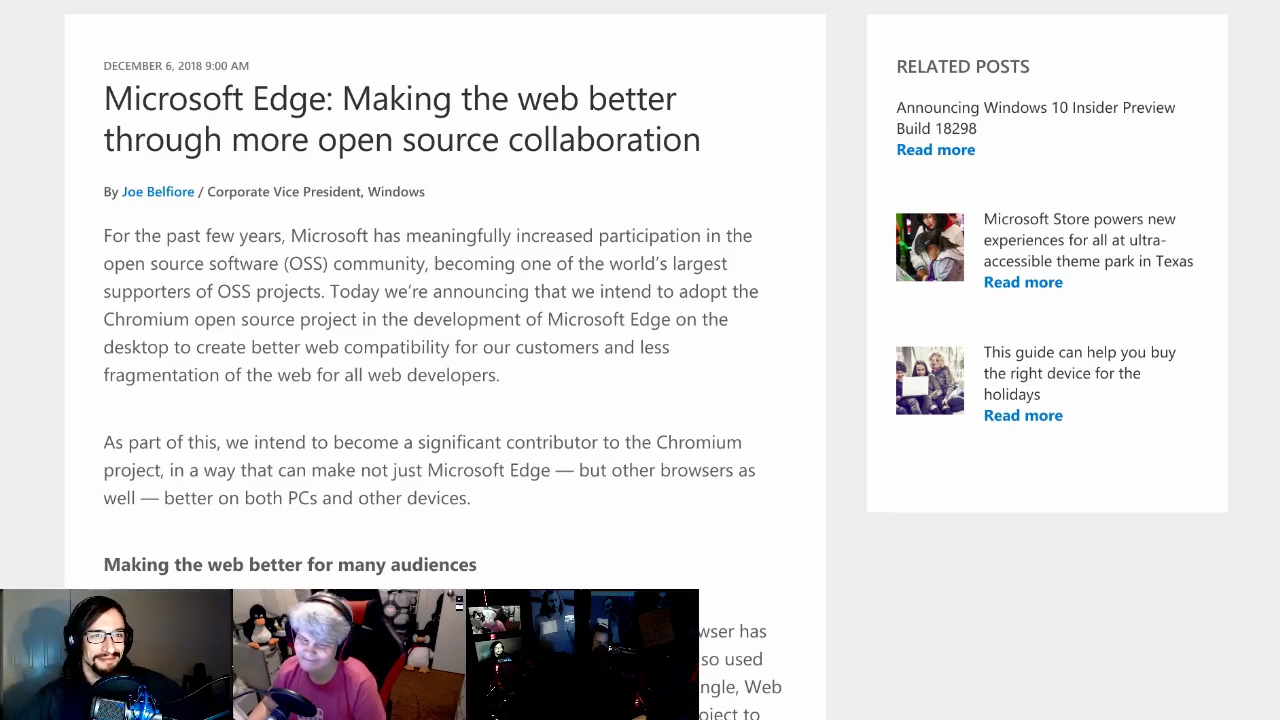 DECEMBER 6, 2018 9:00 AM
Microsoft Edge: Making the web better
through more open source collaboration
By Joe Belfiore / Corporate Vice President, Windows
For the past few years, Microsoft has meaningfully increased participation in the
open source software (OSS) community, becoming one of the world’s largest
supporters of OSS projects. Today we’re announcing that we intend to adopt the
Chromium open source project in the development of Microsoft Edge on the
desktop to create better web compatibility for our customers and less
fragmentation of the web for all web developers.
As part of this, we intend to become a significant contributor to the Chromium
project, in a way that can make not just Microsoft Edge — but other browsers as
well — better on both PCs and other devices.
Making the web better for many audiences
wser has
so used
ngle, Web
oject to
RELATED POSTS
Announcing Windows 10 Insider Preview
Build 18298
Read more
Microsoft Store powers new
experiences for all at ultra-
accessible theme park in Texas
Read more
This guide can help you buy
the right device for the
holidays
Read more